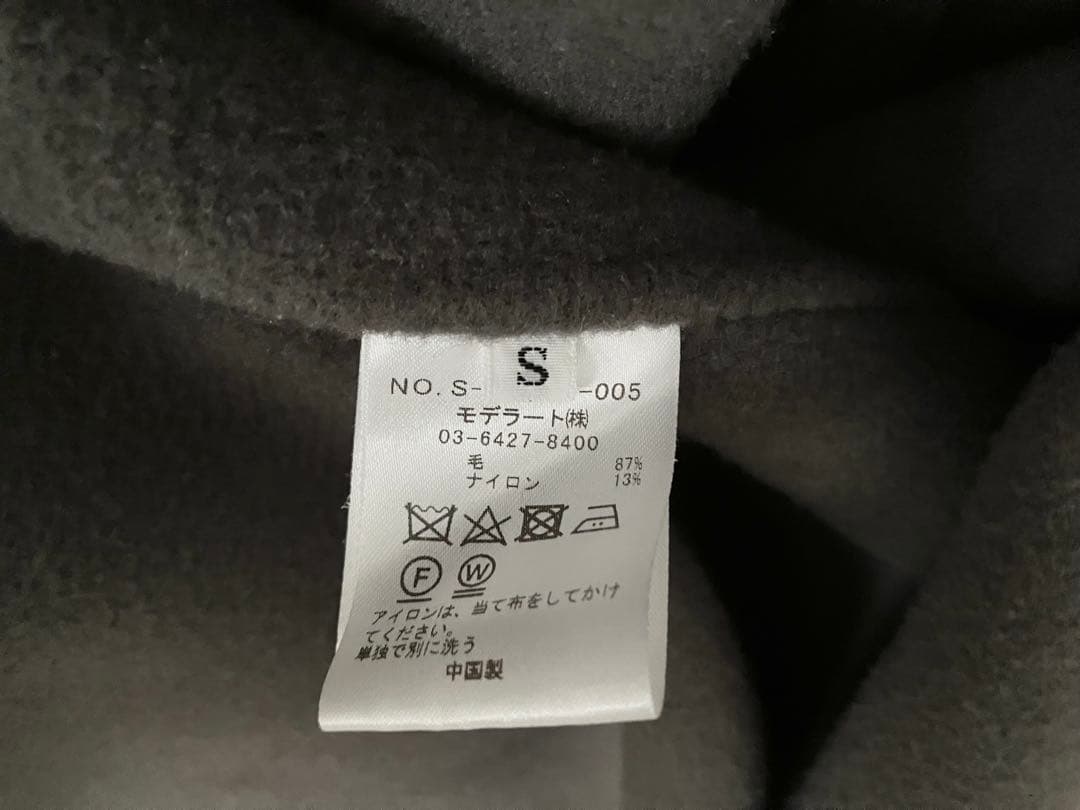 S
NO. S- -005
モデラート㈱
03-6427-8400
毛 87%
ナイロン 13%
F W
アイロンは、当て布をしてかけ
てください。
単独で別に洗う
中国製